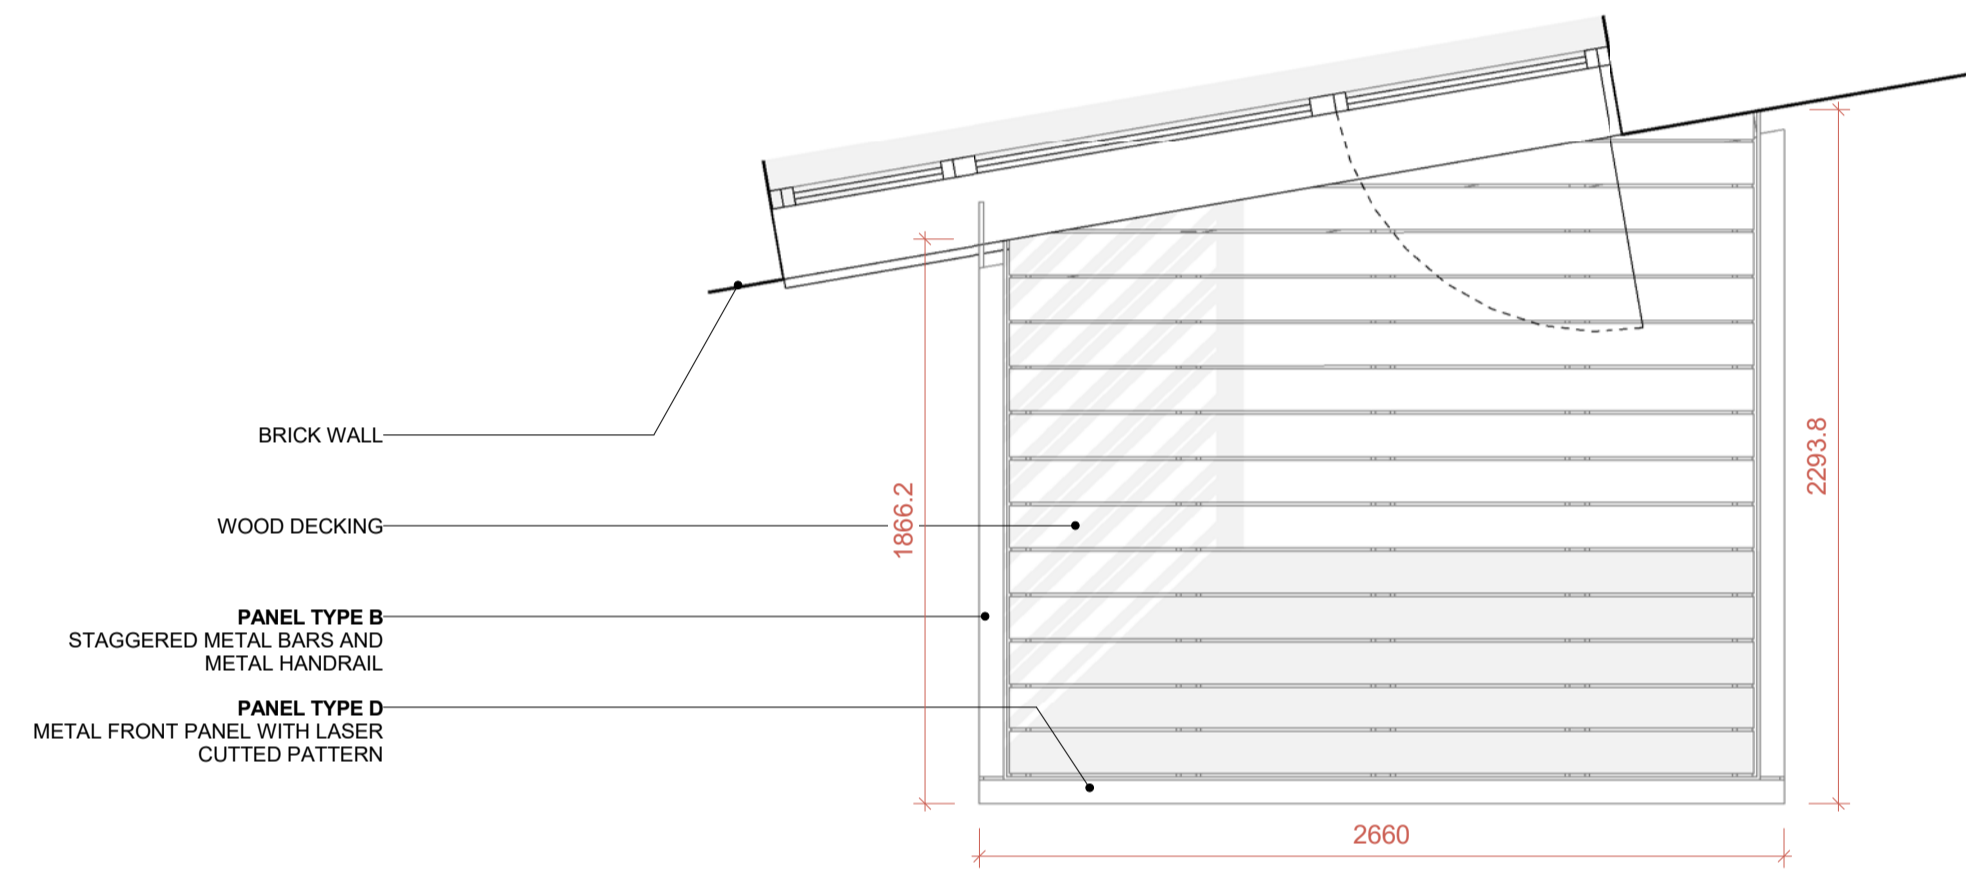 BRICK WALL
WOOD DECKING
PANEL TYPE B
STAGGERED METAL BARS AND
METAL HANDRAIL
PANEL TYPE D
METAL FRONT PANEL WITH LASER
CUTTED PATTERN
1866.2
2293.8
2660